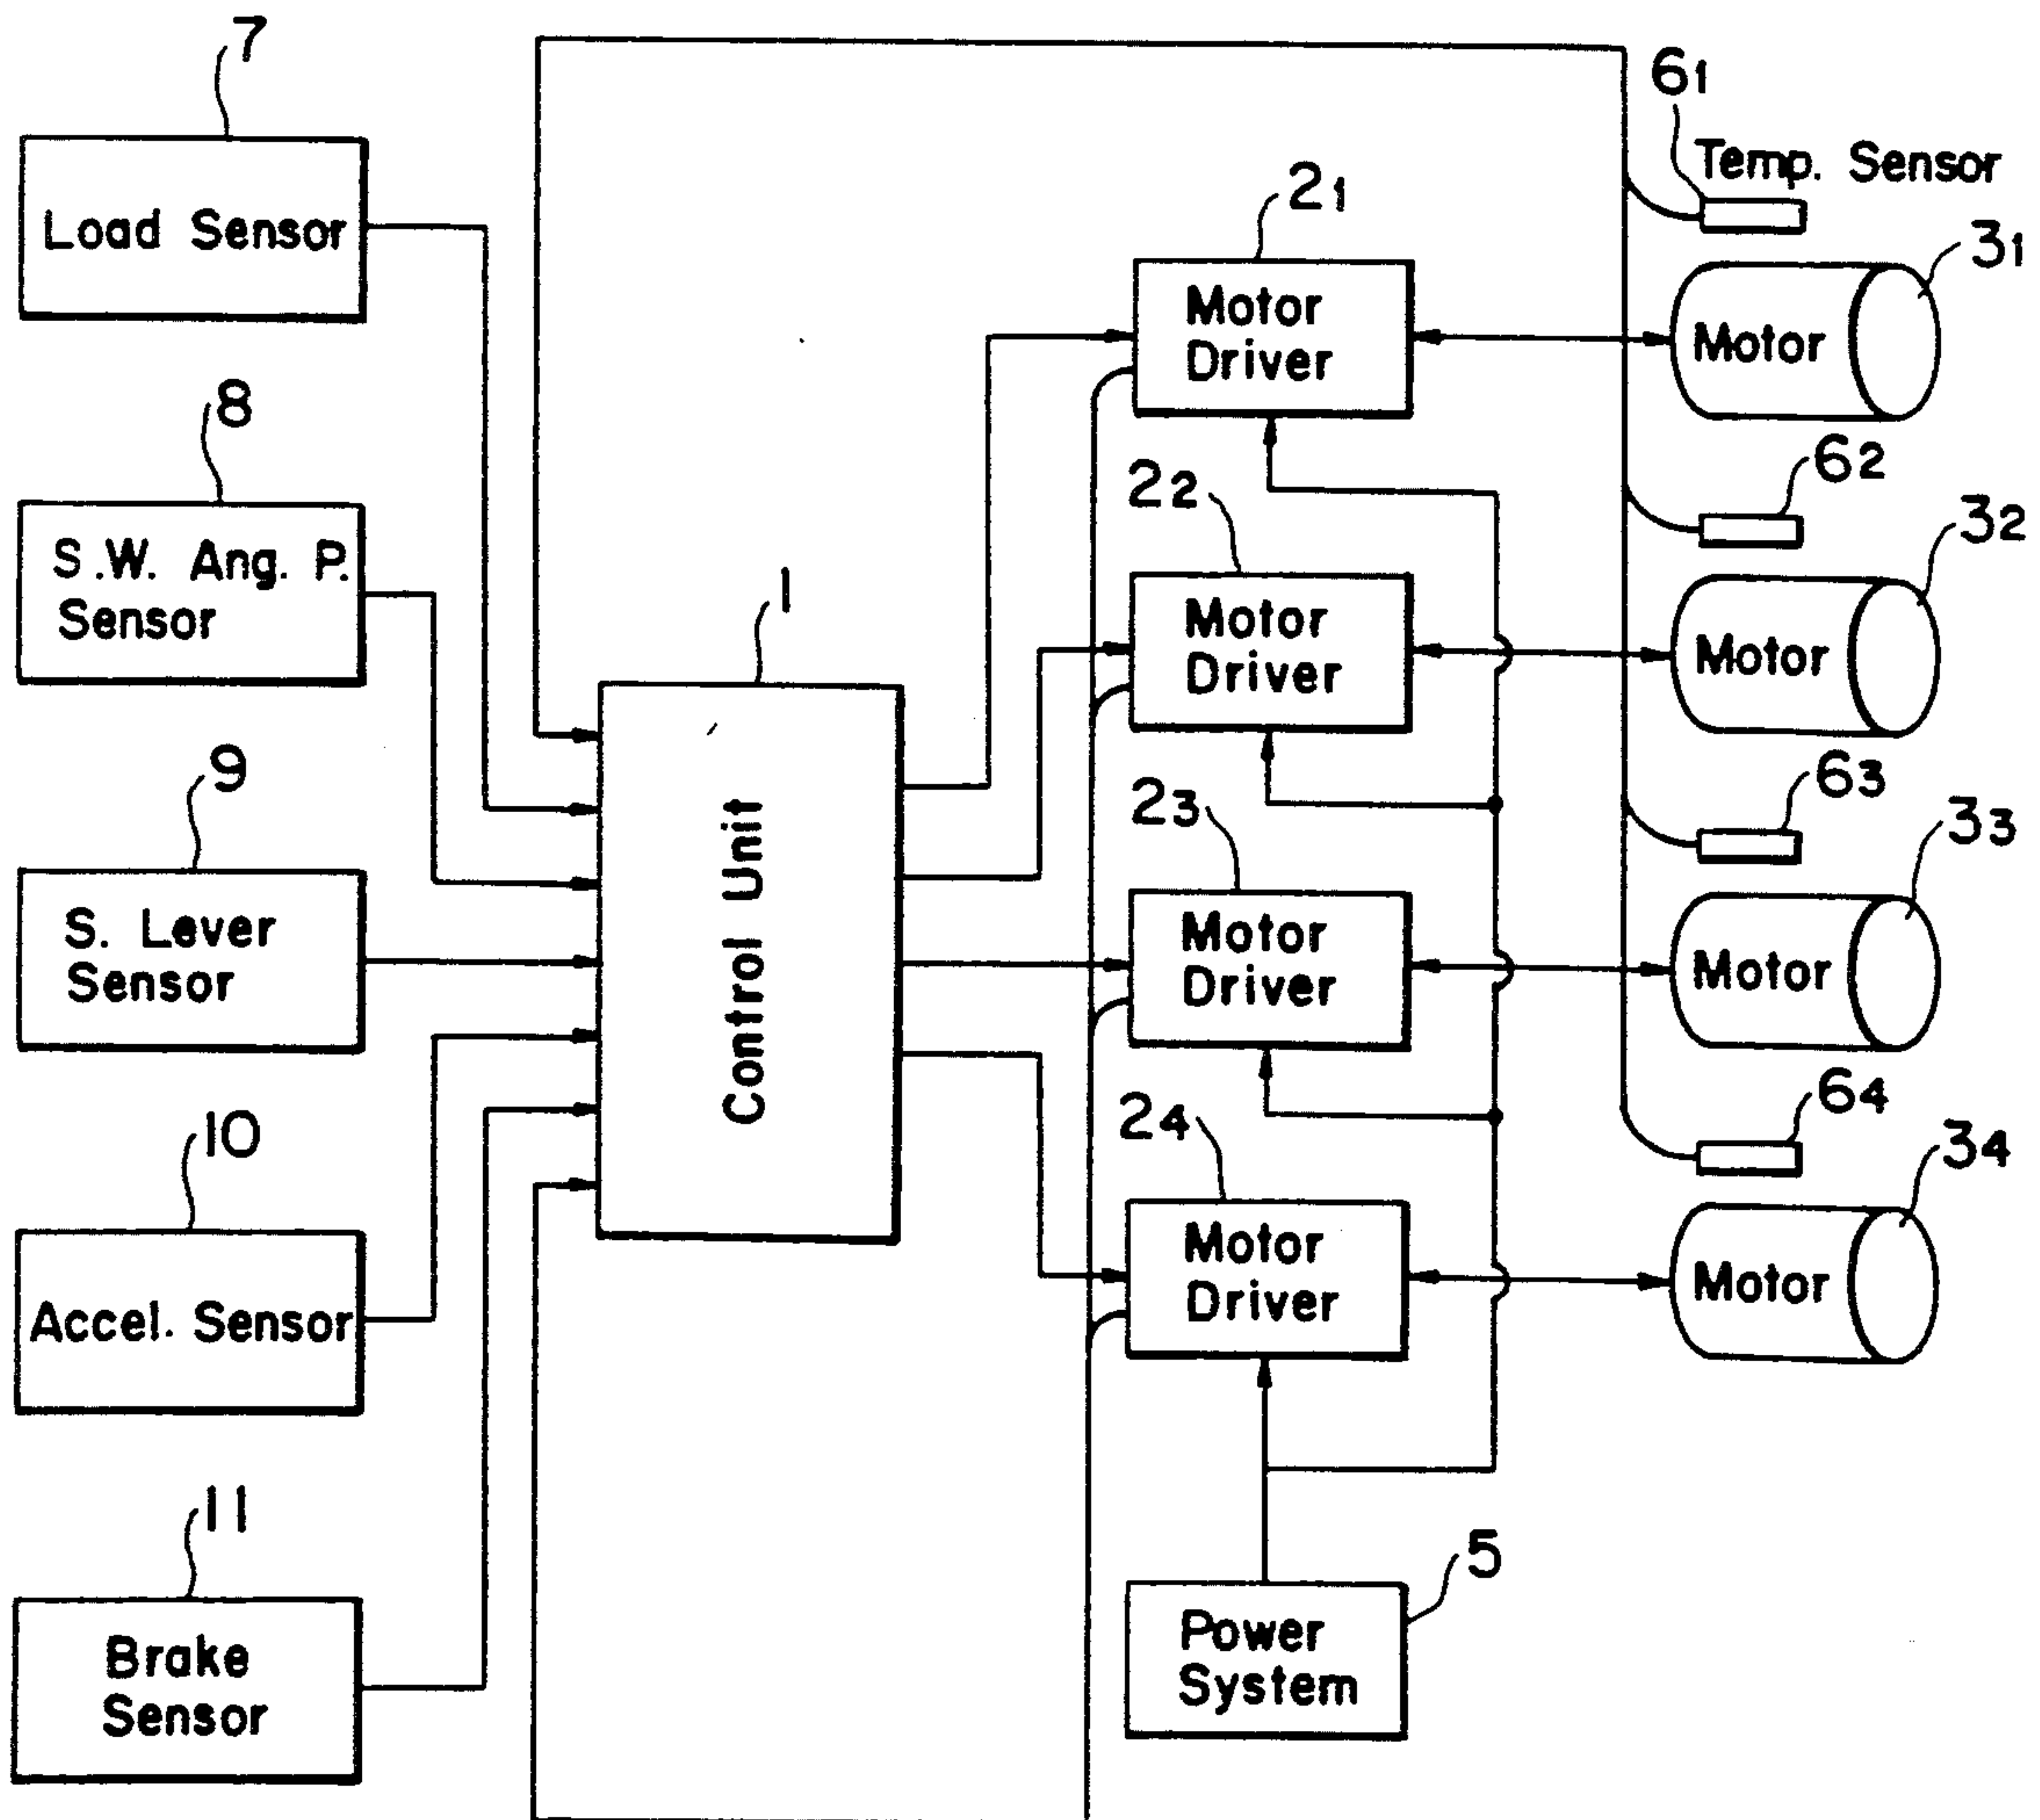 7
Load Sensor
8
S.W. Ang. P.
Sensor
9
S. Lever
Sensor
10
Accel. Sensor
11
Brake
Sensor
1
Control Unit
21
Motor
Driver
22
Motor
Driver
23
Motor
Driver
24
Motor
Driver
5
Power
System
61
Temp. Sensor
31
Motor
62
32
Motor
63
33
Motor
64
34
Motor